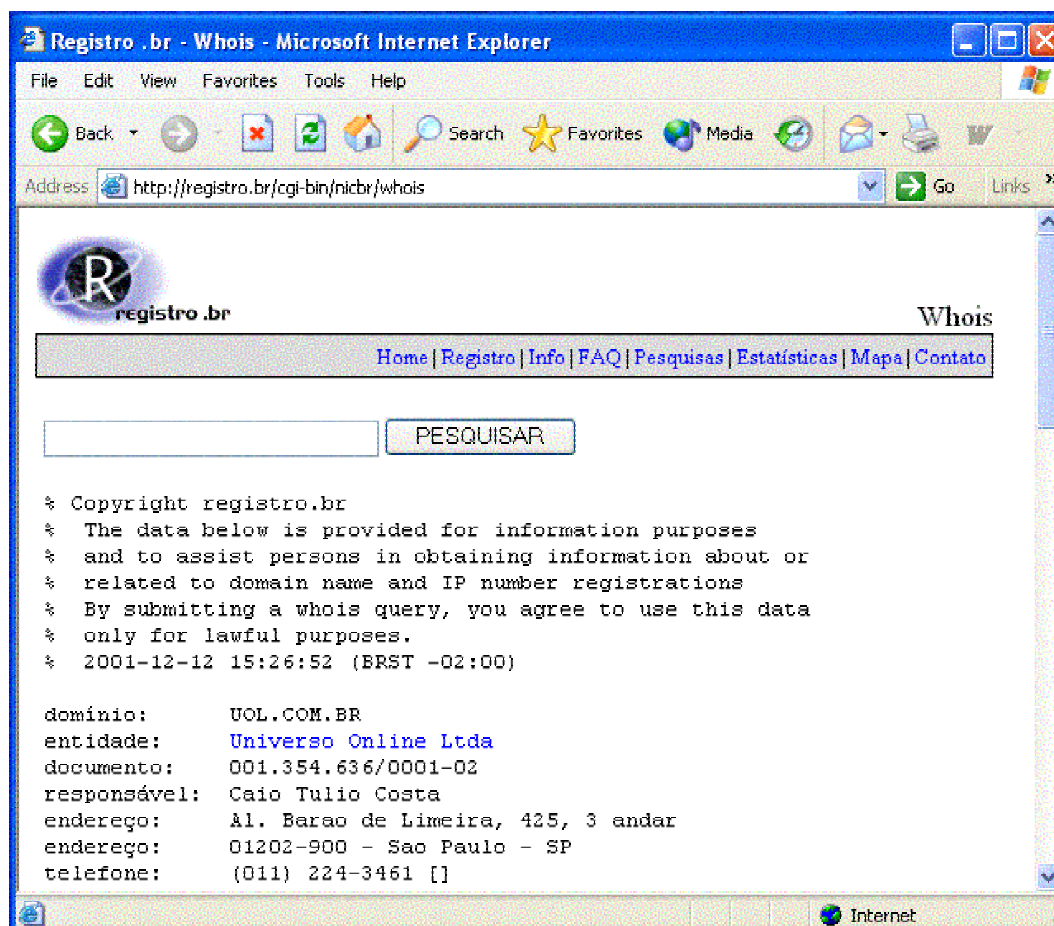 Registro .br - Whois - Microsoft Internet Explorer
File Edit View Favorites Tools Help
Back Search Favorites Media W
Address http://registro.br/cgi-bin/nicbr/whois Go Links »
R
registro .br
Whois
Home | Registro | Info | FAQ | Pesquisas | Estatísticas | Mapa | Contato
PESQUISAR
% Copyright registro.br
% The data below is provided for information purposes
% and to assist persons in obtaining information about or
% related to domain name and IP number registrations
% By submitting a whois query, you agree to use this data
% only for lawful purposes.
% 2001-12-12 15:26:52 (BRST -02:00)
domínio: UOL.COM.BR
entidade: Universo Online Ltda
documento: 001.354.636/0001-02
responsável: Caio Tulio Costa
endereço: Al. Barao de Limeira, 425, 3 andar
endereço: 01202-900 - Sao Paulo - SP
telefone: (011) 224-3461 []
Internet